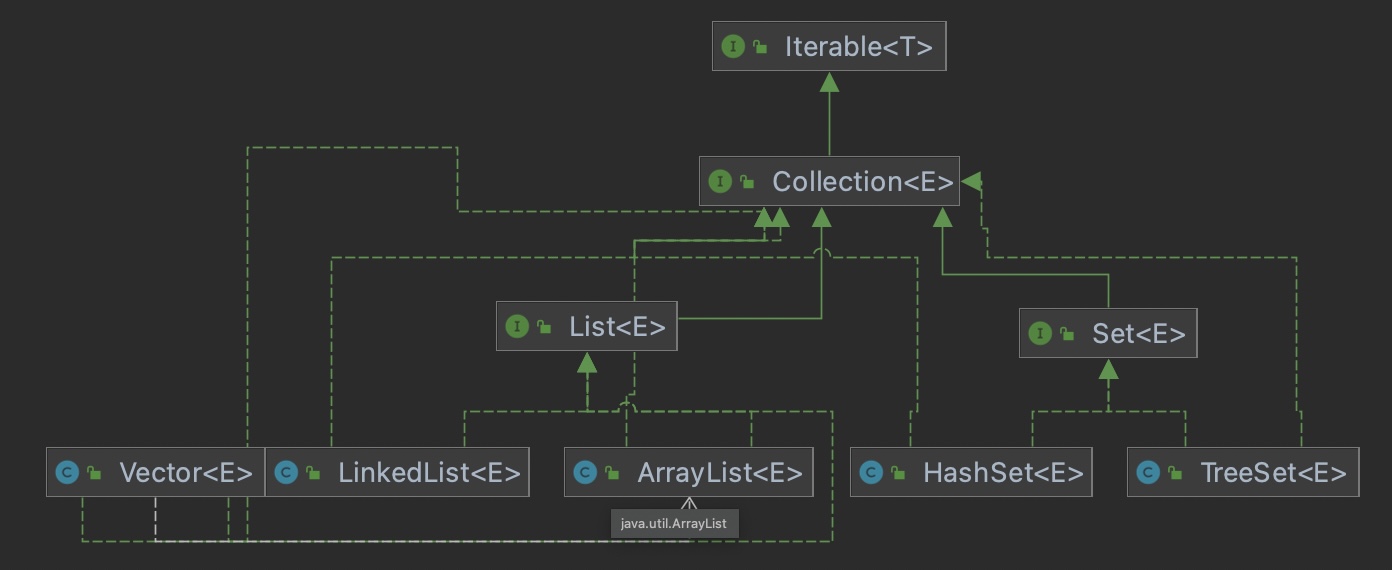 I Iterable<T>
I Collection<E>
I List<E>
I Set<E>
C Vector<E>
C LinkedList<E>
C ArrayList<E>
C HashSet<E>
C TreeSet<E>
java.util.ArrayList